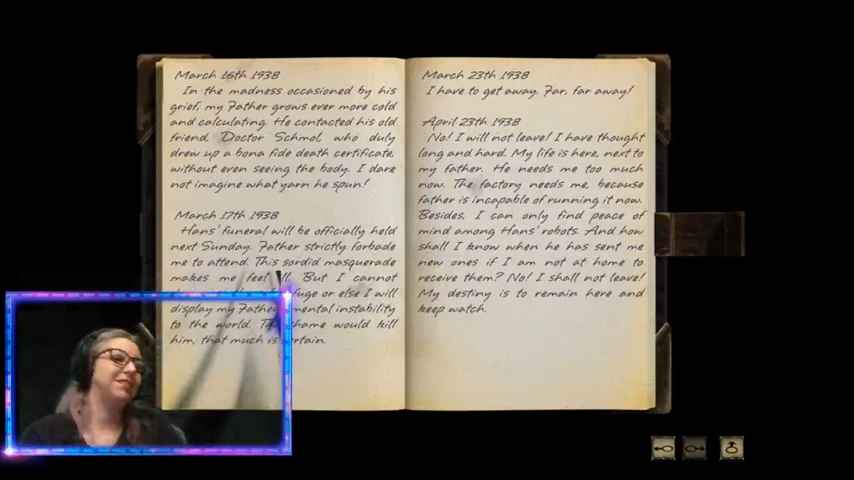 March 16th 1938
In the madness occasioned by his
grief, my Father grows ever more cold
and calculating. He contacted his old
friend, Doctor Schmol, who duly
drew up a bona fide death certificate,
without even seeing the body. I dare
not imagine what yarn he spun!
March 17th 1938
Hans' funeral will be officially held
next Sunday. Father strictly forbade
me to attend. This sordid masquerade
makes me feel ill. But I cannot
or else I will
display my Father mental instability
to the world. The shame would kill
him, that much is certain.
March 23th 1938
I have to get away. Far, far away!
April 23th 1938
No! I will not leave! I have thought
long and hard. My life is here, next to
my father. He needs me too much
now. The factory needs me, because
father is incapable of running it now.
Besides, I can only find peace of
mind among Hans' robots. And how
shall I know when he has sent me
new ones if I am not at home to
receive them? No! I shall not leave!
My destiny is to remain here and
keep watch.